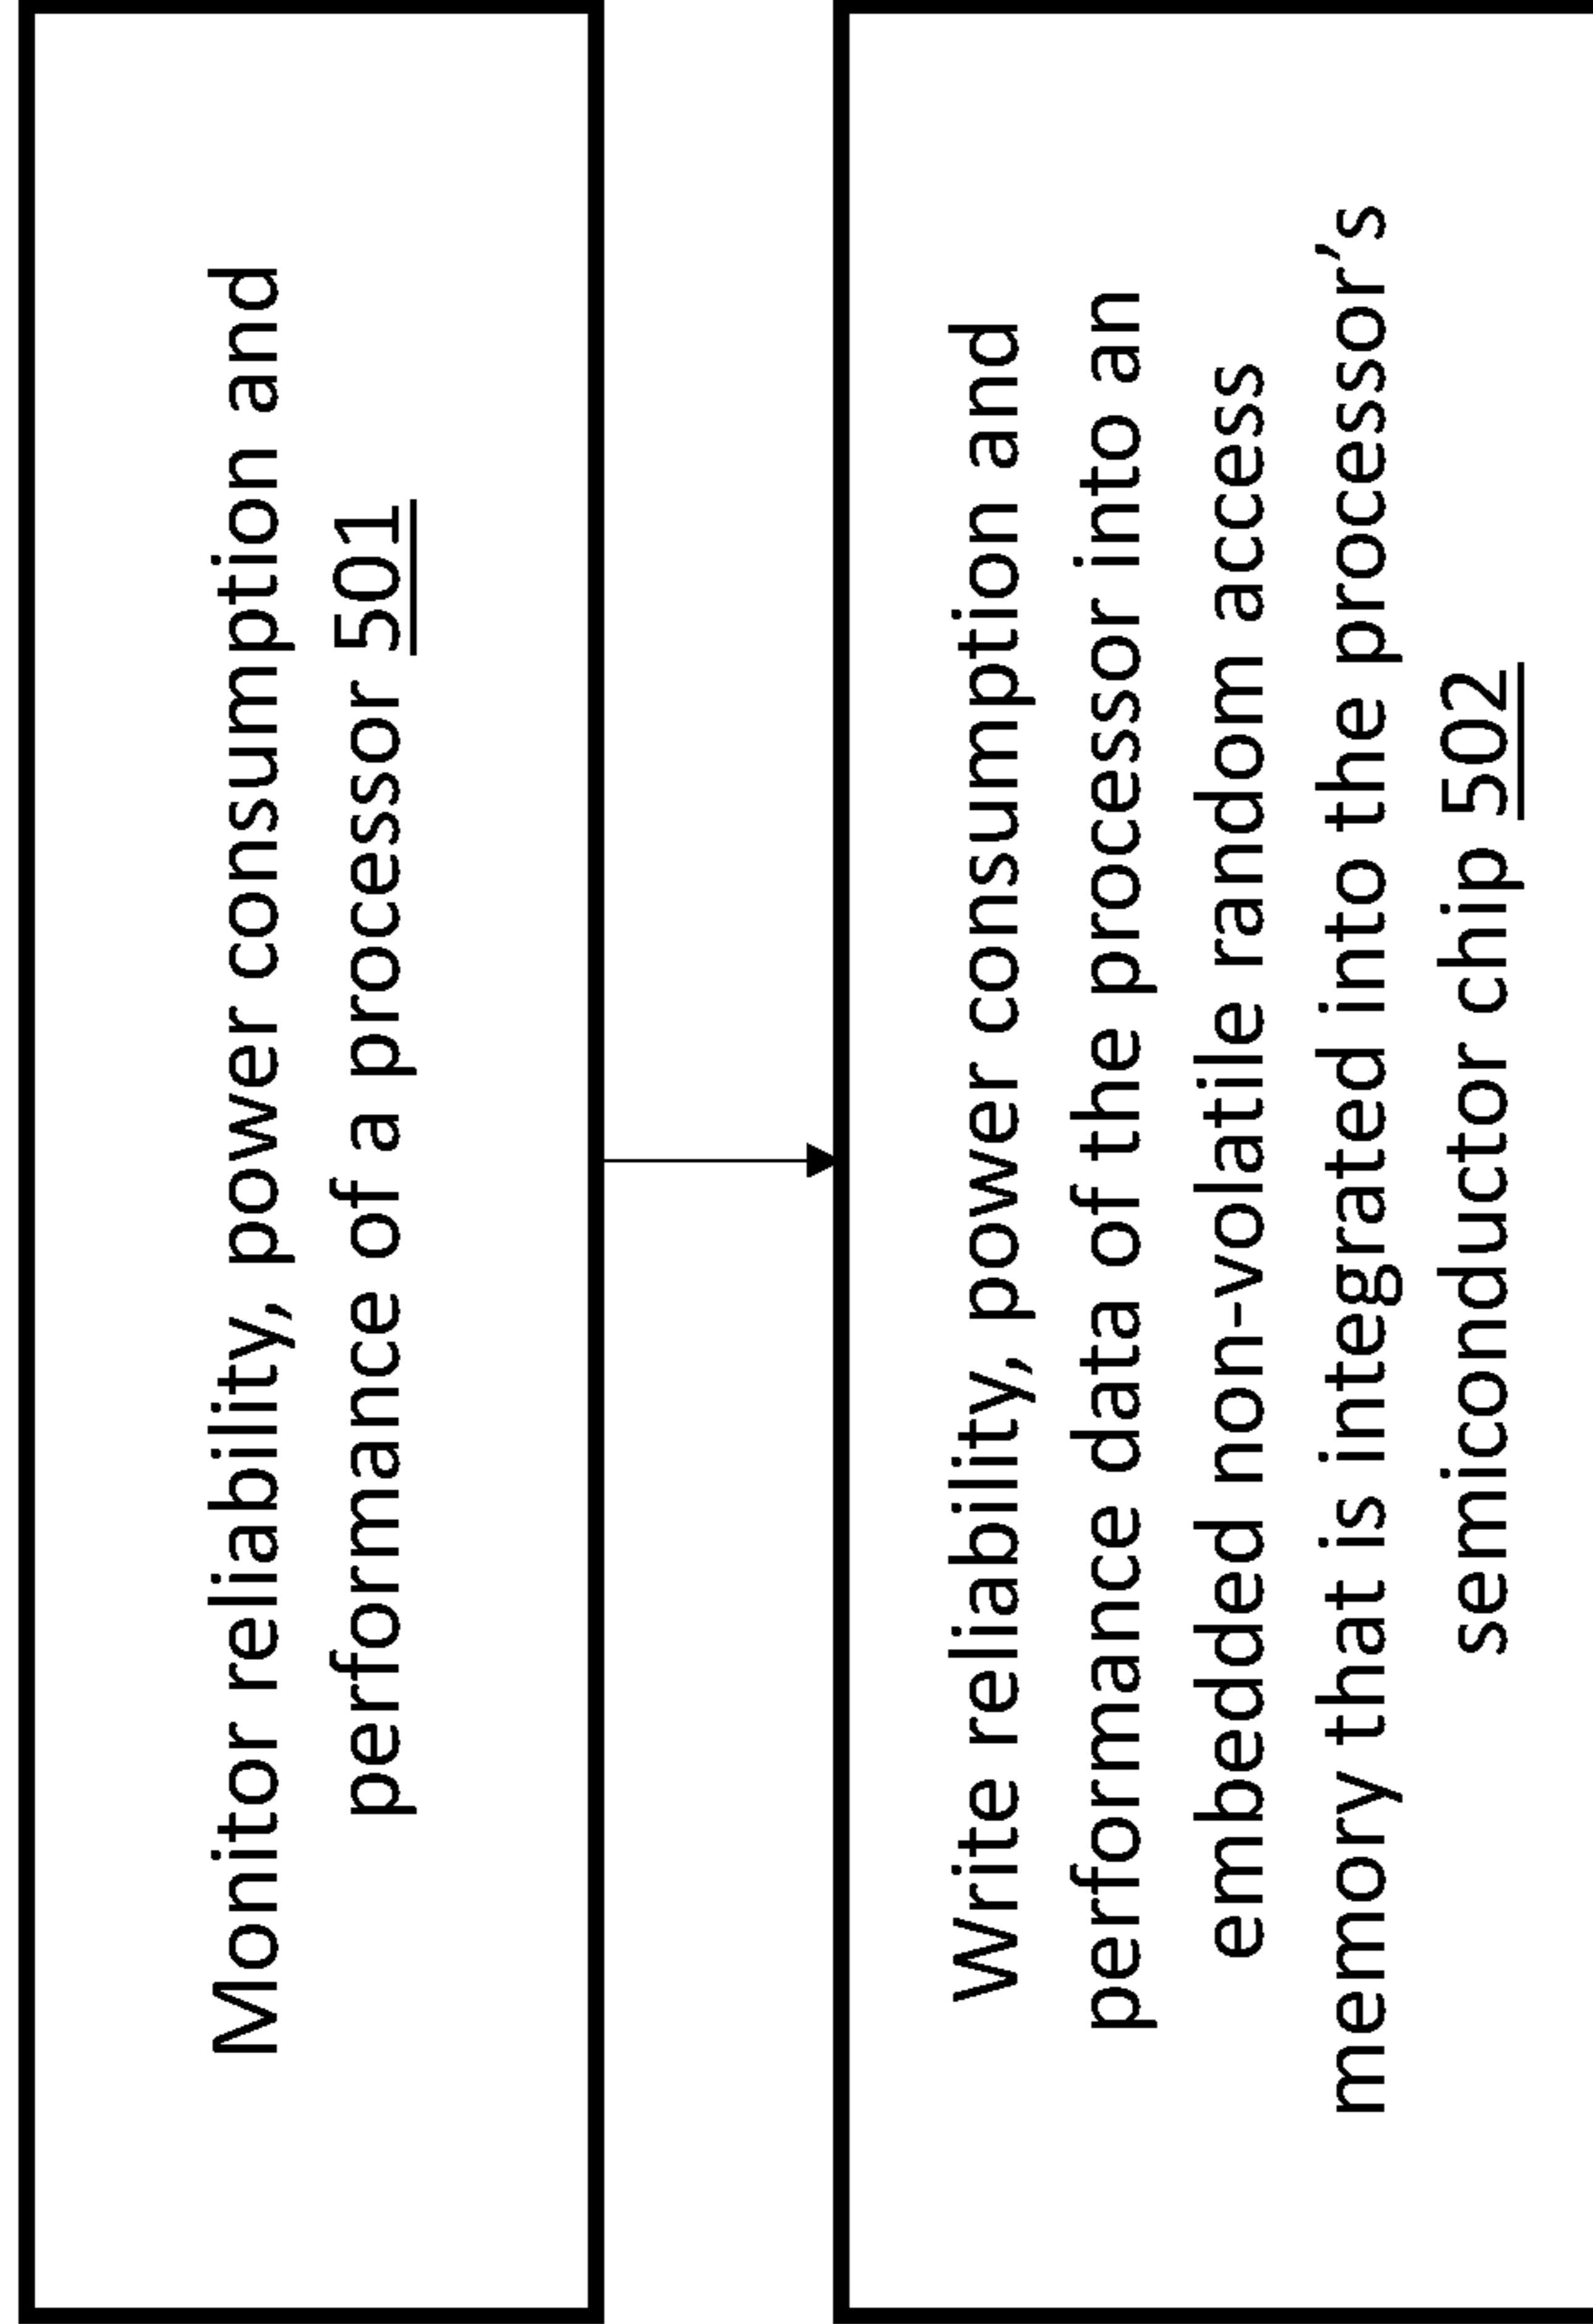 Monitor reliability, power consumption and
performance of a processor 501
Write reliability, power consumption and
performance data of the processor into an
embedded non-volatile random access
memory that is integrated into the processor’s
semiconductor chip 502